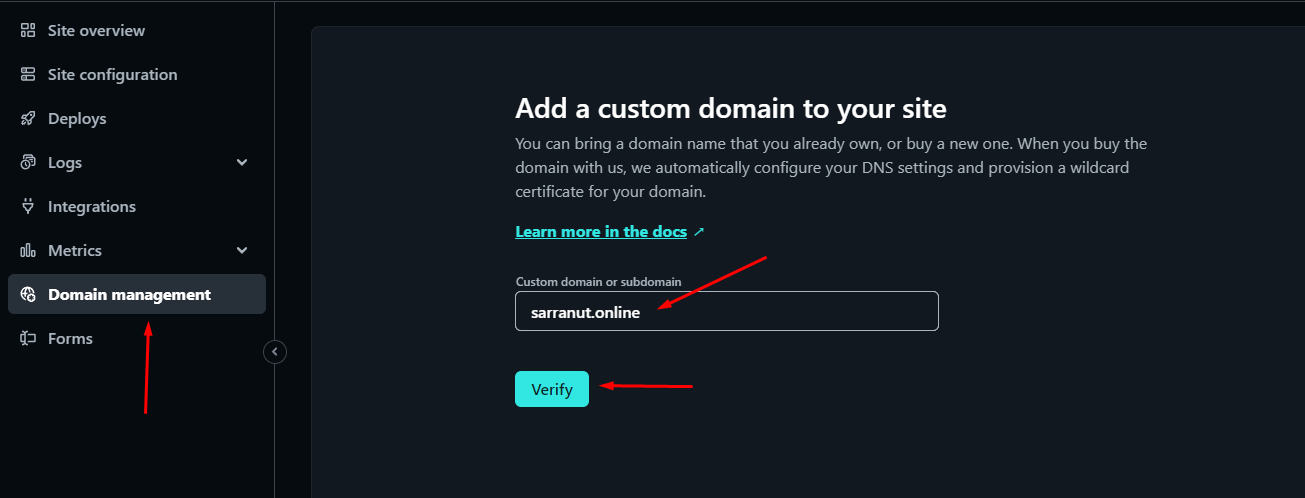 Site overview
Site configuration
Deploys
Logs
Integrations
Metrics
Domain management
Forms
Add a custom domain to your site
You can bring a domain name that you already own, or buy a new one. When you buy the
domain with us, we automatically configure your DNS settings and provision a wildcard
certificate for your domain.
Learn more in the docs ↗
Custom domain or subdomain
sarranut.online
Verify